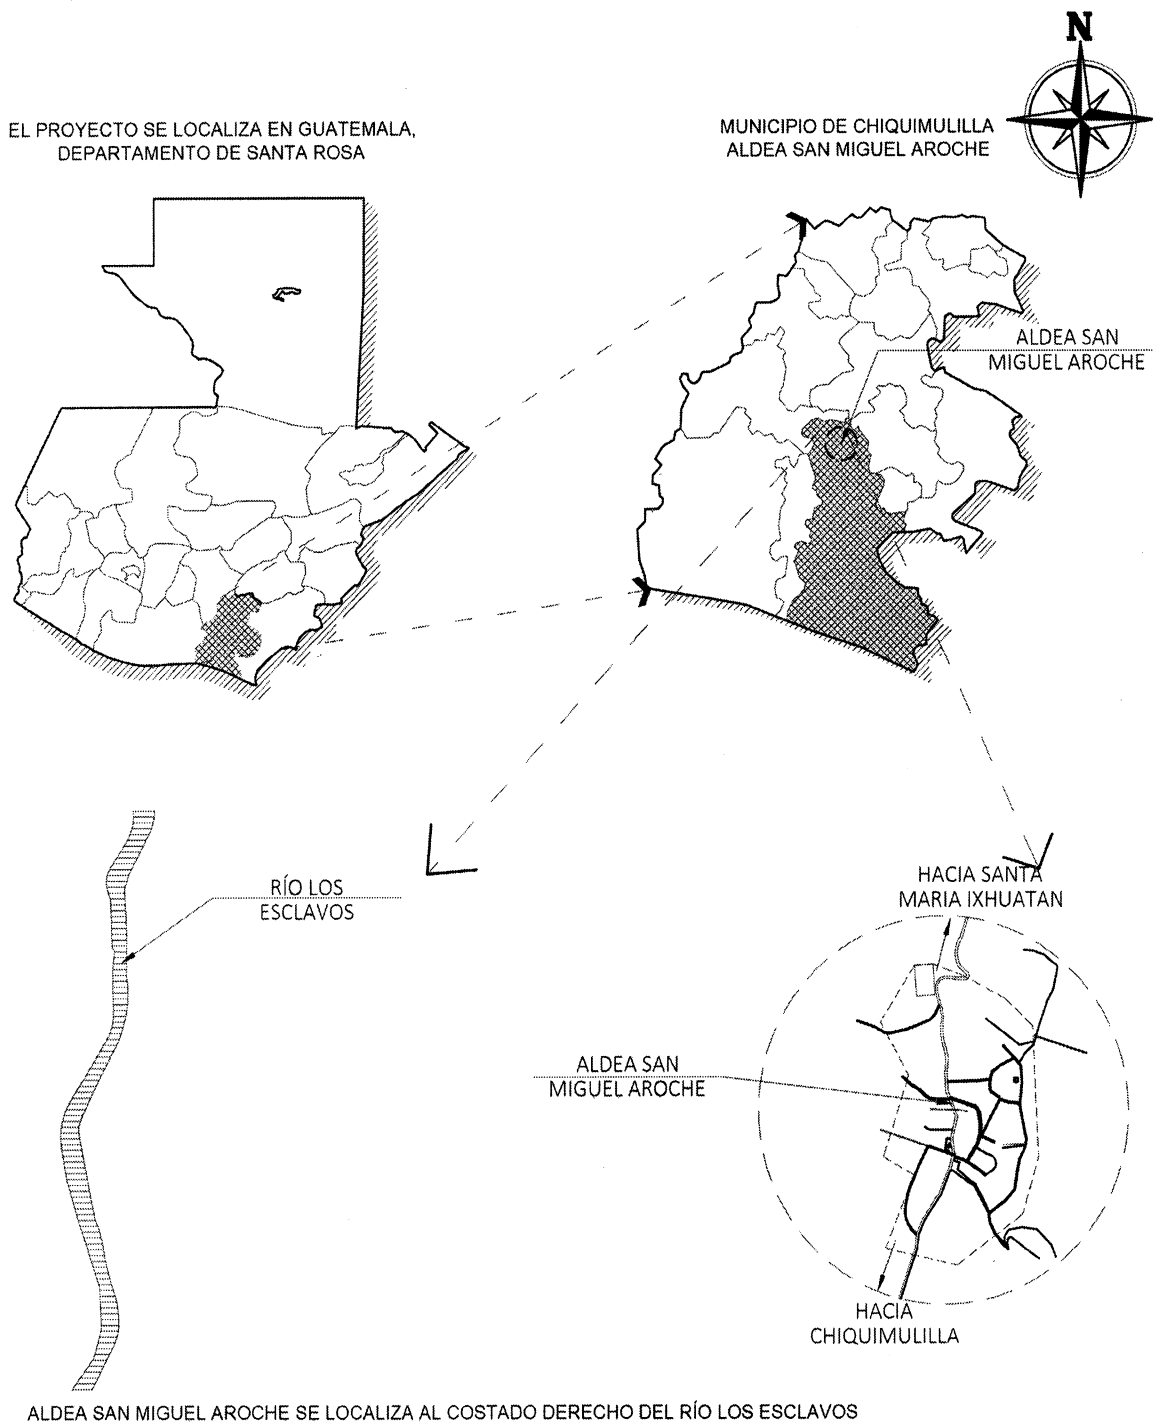 N
EL PROYECTO SE LOCALIZA EN GUATEMALA,
DEPARTAMENTO DE SANTA ROSA
MUNICIPIO DE CHIQUIMULILLA
ALDEA SAN MIGUEL AROCHE
ALDEA SAN
MIGUEL AROCHE
RÍO LOS
ESCLAVOS
HACIA SANTA
MARIA IXHUATAN
ALDEA SAN
MIGUEL AROCHE
HACIA
CHIQUIMULILLA
ALDEA SAN MIGUEL AROCHE SE LOCALIZA AL COSTADO DERECHO DEL RÍO LOS ESCLAVOS